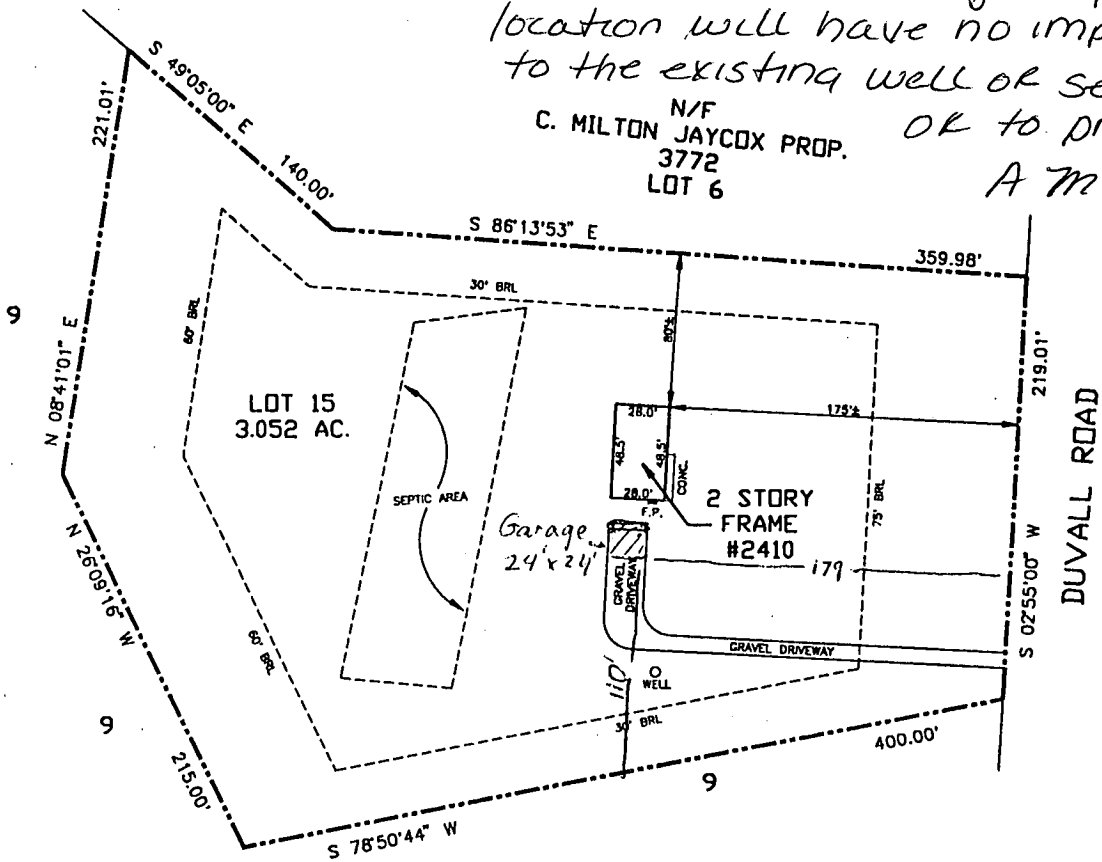 location will have no
to the existing well or
or to
N/F
C. MILTON JAYCOX PROP.
3772
LOT 6
S 49°05'00" E
140.00'
221.01'
N 08°41'01" E
S 86°13'53" E
359.98'
30' BRL
60' BRL
80'±
219.01'
9
LOT 15
3.052 AC.
28.0'
48.5'
48.5'
28.0'
175'±
CONC.
F.P.
SEPTIC AREA
2 STORY
FRAME
#2410
75' BRL
DUVALL ROAD
S 02°55'00" W
Garage
24'x24'
179
GRAVEL
DRIVEWAY
GRAVEL DRIVEWAY
N 26°09'16" W
60' BRL
110'
WELL
30' BRL
9
215.00'
400.00'
9
S 78°50'44" W